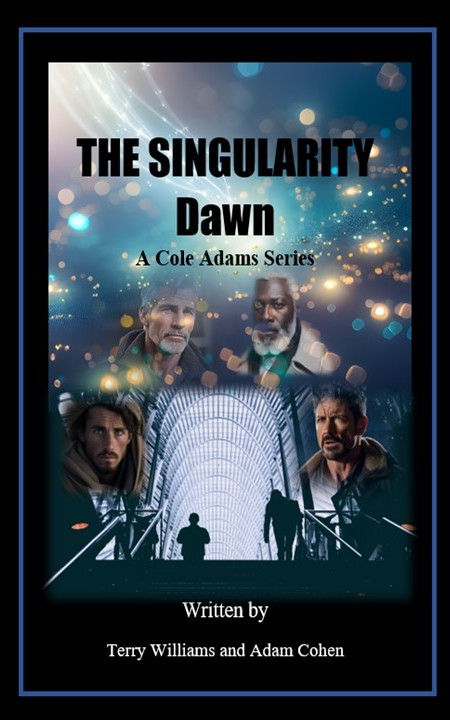 THE SINGULARITY
Dawn
A Cole Adams Series
Written by
Terry Williams and Adam Cohen